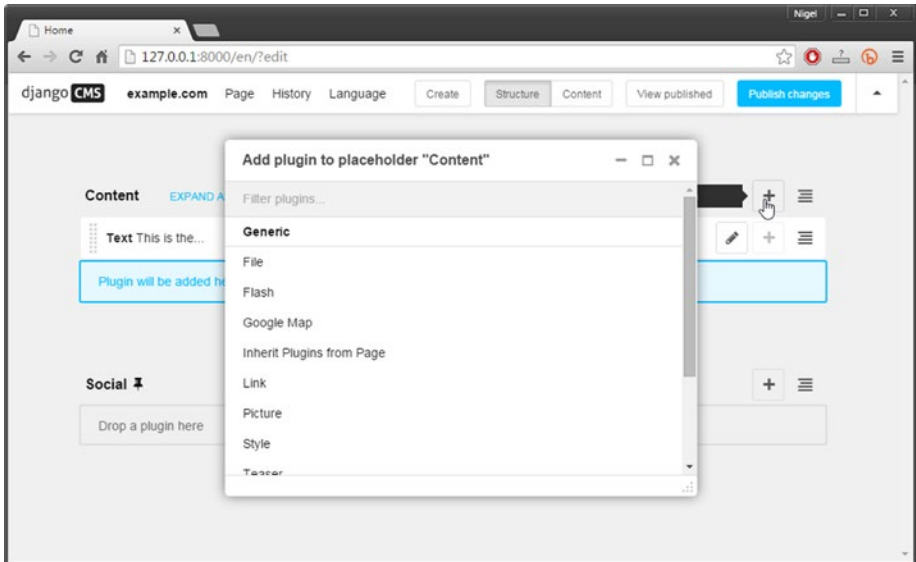 Nigel
Home
127.0.0.1:8000/en/?edit
django CMS example.com Page History Language Create Structure Content View published Publish changes
Add plugin to placeholder "Content"
Content EXPAND A
Filter plugins...
Generic
Text This is the...
File
Plugin will be added he
Flash
Google Map
Inherit Plugins from Page
Social Link
Picture
Drop a plugin here
Style
Teaser